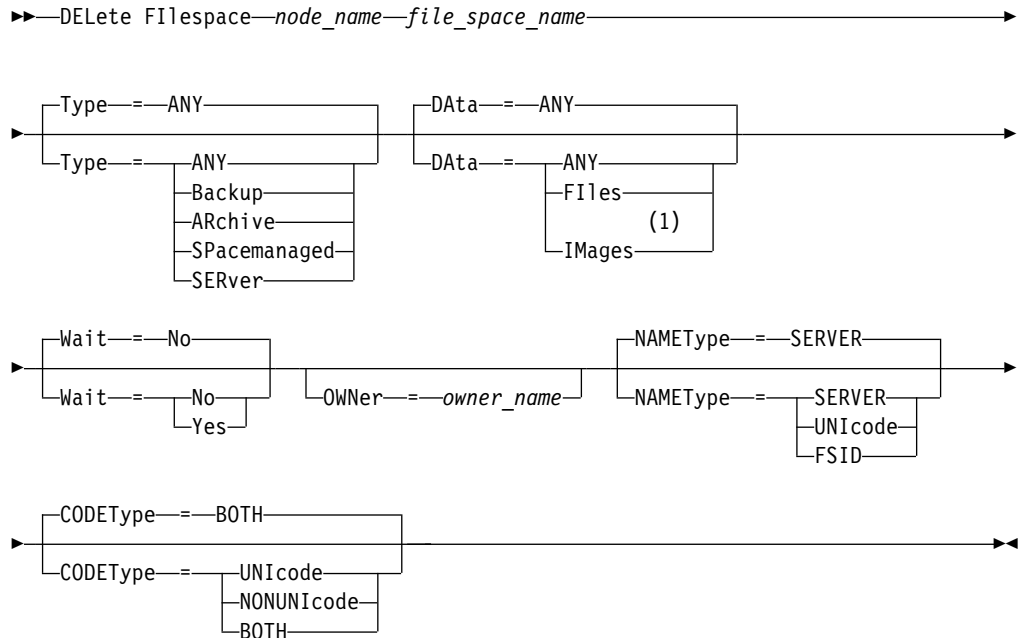 DELete FIlespace node_name file_space_name
Type = ANY DAta = ANY
Type = ANY DAta = ANY
Backup FIles
ARchive (1)
SPacemanaged IMages
SERver
Wait = No NAMEType = SERVER
Wait = No OWNer = owner_name NAMEType = SERVER
Yes UNIcode
FSID
CODEType = BOTH
CODEType = UNIcode
NONUNIcode
BOTH